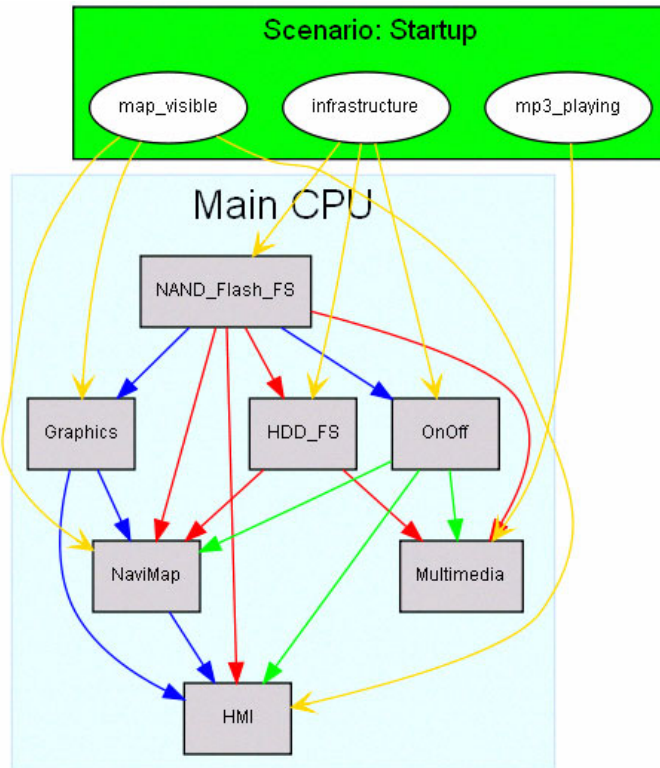 Scenario: Startup
map_visible
infrastructure
mp3_playing
Main CPU
NAND_Flash_FS
Graphics
HDD_FS
OnOff
NaviMap
Multimedia
HMI